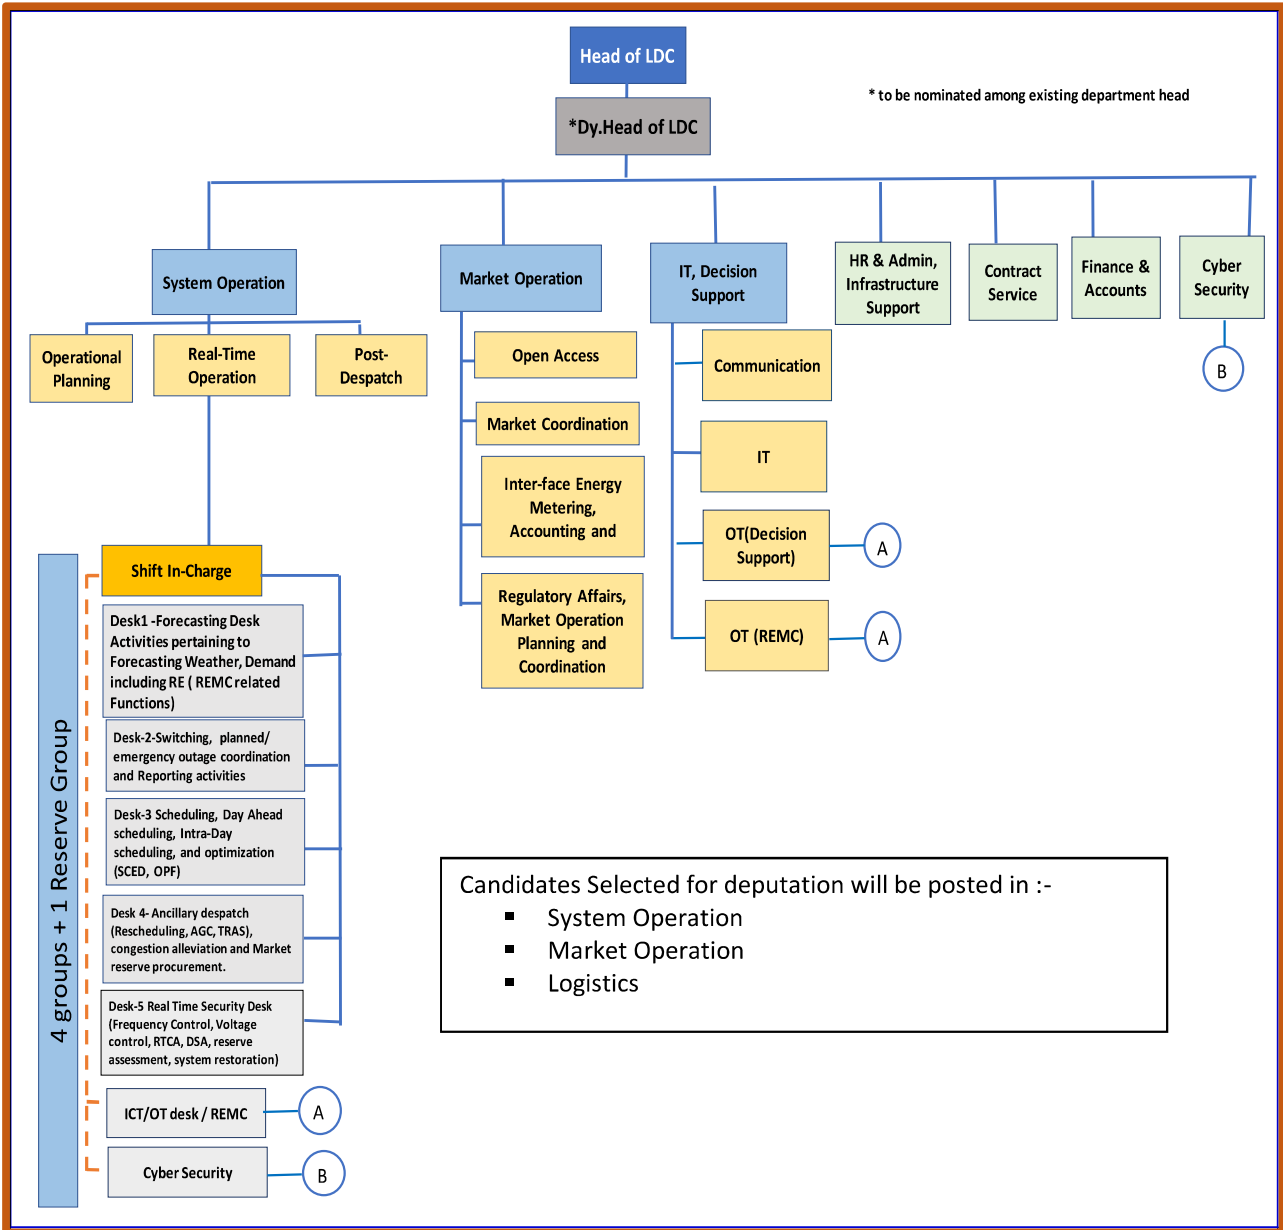 Head of LDC
* to be nominated among existing department head
*Dy.Head of LDC
System Operation
Market Operation
IT, Decision
Support
HR & Admin,
Infrastructure
Support
Contract
Service
Finance &
Accounts
Cyber
Security
B
Operational
Planning
Real-Time
Operation
Post-
Despatch
Open Access
Market Coordination
Inter-face Energy
Metering,
Accounting and
Regulatory Affairs,
Market Operation
Planning and
Coordination
Communication
IT
OT(Decision
Support)
A
OT (REMC)
A
4 groups + 1 Reserve Group
Shift In-Charge
Desk1 -Forecasting Desk
Activities pertaining to
Forecasting Weather, Demand
including RE ( REMC related
Functions)
Desk-2-Switching, planned/
emergency outage coordination
and Reporting activities
Desk-3 Scheduling, Day Ahead
scheduling, Intra-Day
scheduling, and optimization
(SCED, OPF)
Desk 4- Ancillary despatch
(Rescheduling, AGC, TRAS),
congestion alleviation and Market
reserve procurement.
Desk-5 Real Time Security Desk
(Frequency Control, Voltage
control, RTCA, DSA, reserve
assessment, system restoration)
ICT/OT desk / REMC
A
Cyber Security
B
Candidates Selected for deputation will be posted in :-
▪ System Operation
▪ Market Operation
▪ Logistics